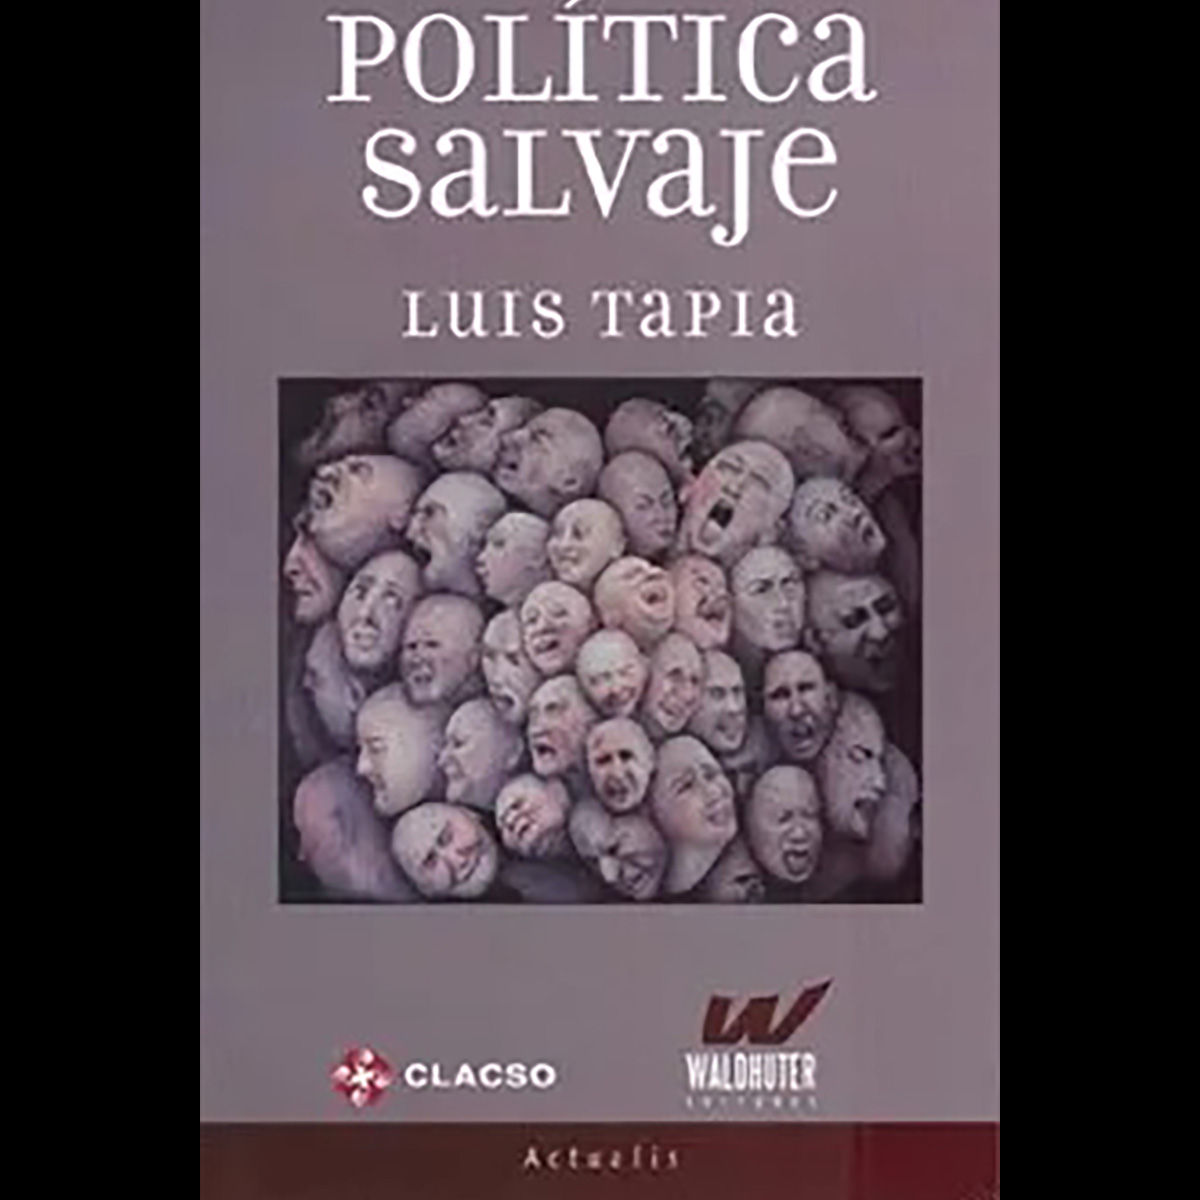 POLÍTICa
SaLVaJe
LUIS TaPIa
CLACSO
W
WALDHUTER
EDITORES
Actualis